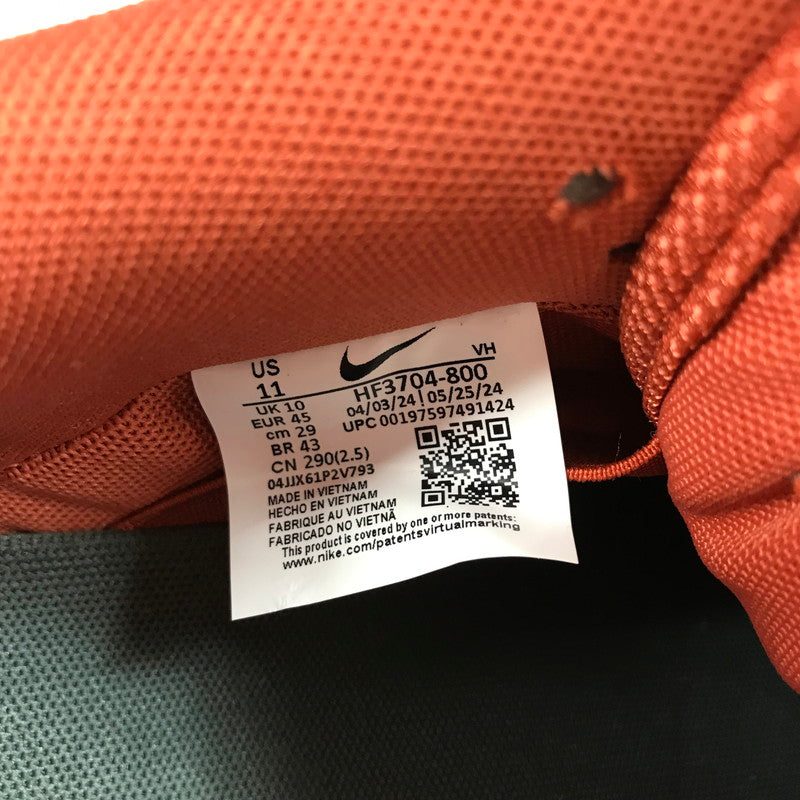 US
11
UK 10
EUR 45
cm 29
BR 43
CN 290(2.5)
04JJX61P2V793
MADE IN VIETNAM
HECHO EN VIETNAM
FABRIQUE AU VIETNAM
FABRICADO NO VIETNÃ
This product is covered by one or more patents:
www.nike.com/patentsvirtualmarking
VH
HF3704-800
04/03/24 | 05/25/24
UPC 00197597491424